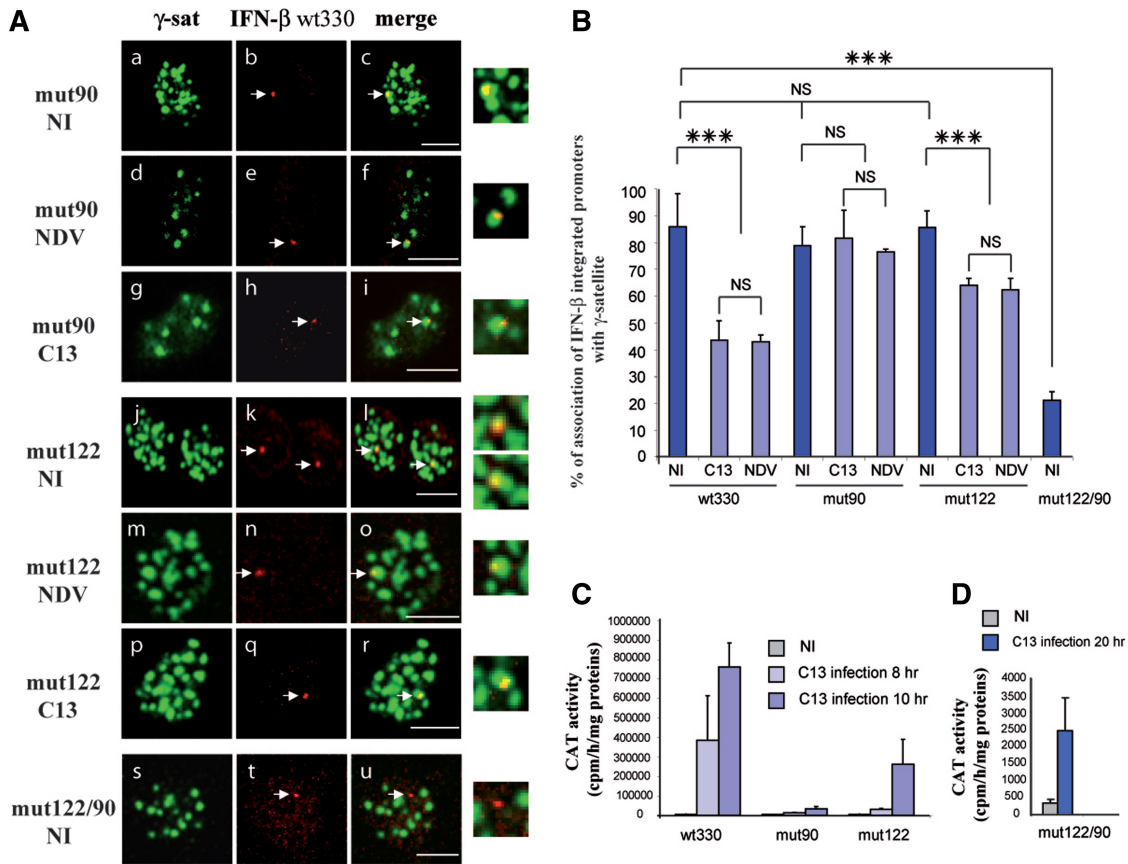 A
γ-sat IFN-β wt330 merge
mut90
NI
a b c
mut90
NDV
d e f
mut90
C13
g h i
mut122
NI
j k l
mut122
NDV
m n o
mut122
C13
p q r
mut122/90
NI
s t u
B
***
NS
*** NS ***
NS NS NS
% of association of IFN-β integrated promoters
with γ-satellite
100
90
80
70
60
50
40
30
20
10
0
NI C13 NDV NI C13 NDV NI C13 NDV NI
wt330 mut90 mut122 mut122/90
C
CAT activity
(cpm/h/mg proteins)
1000000
900000
800000
700000
600000
500000
400000
300000
200000
100000
0
NI
C13 infection 8 hr
C13 infection 10 hr
wt330 mut90 mut122
D
NI
C13 infection 20 hr
CAT activity
(cpm/h/mg proteins)
4000
3500
3000
2500
2000
1500
1000
500
0
mut122/90